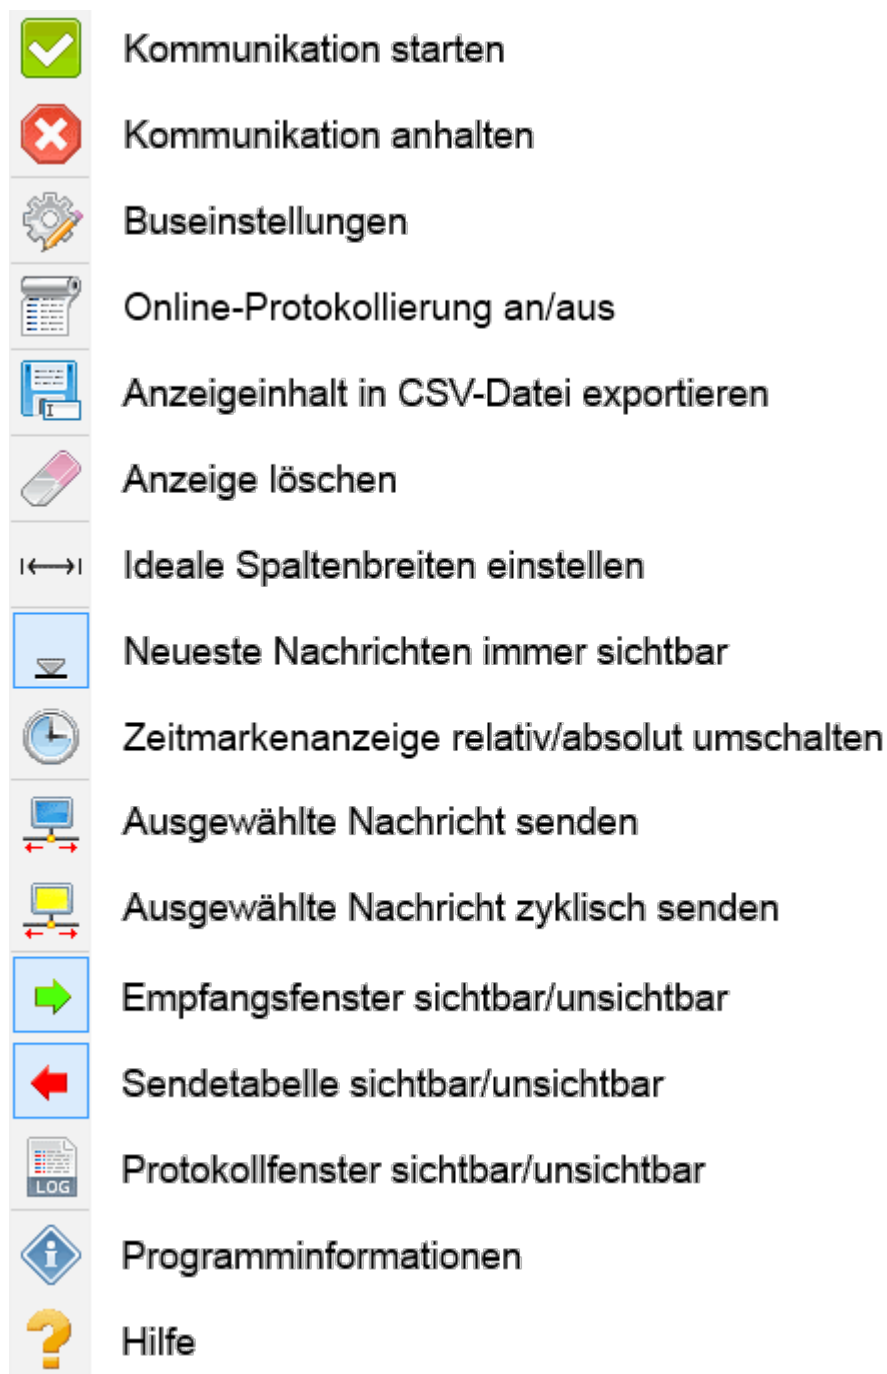 Kommunikation starten
Kommunikation anhalten
Buseinstellungen
Online-Protokollierung an/aus
Anzeigeinhalt in CSV-Datei exportieren
Anzeige löschen
Ideale Spaltenbreiten einstellen
Neueste Nachrichten immer sichtbar
Zeitmarkenanzeige relativ/absolut umschalten
Ausgewählte Nachricht senden
Ausgewählte Nachricht zyklisch senden
Empfangsfenster sichtbar/unsichtbar
Sendetabelle sichtbar/unsichtbar
LOG Protokollfenster sichtbar/unsichtbar
Programminformationen
Hilfe